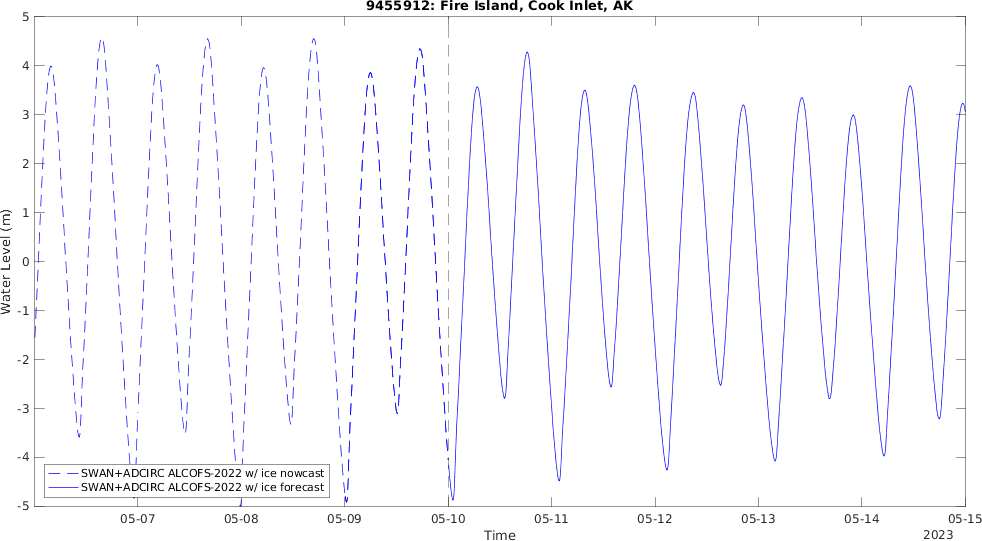 9455912: Fire Island, Cook Inlet, AK
5
4
3
2
1
0
-1
-2
-3
-4
-5
Water Level (m)
SWAN+ADCIRC ALCOFS-2022 w/ ice nowcast
SWAN+ADCIRC ALCOFS-2022 w/ ice forecast
05-07 05-08 05-09 05-10 05-11 05-12 05-13 05-14 05-15
Time
2023